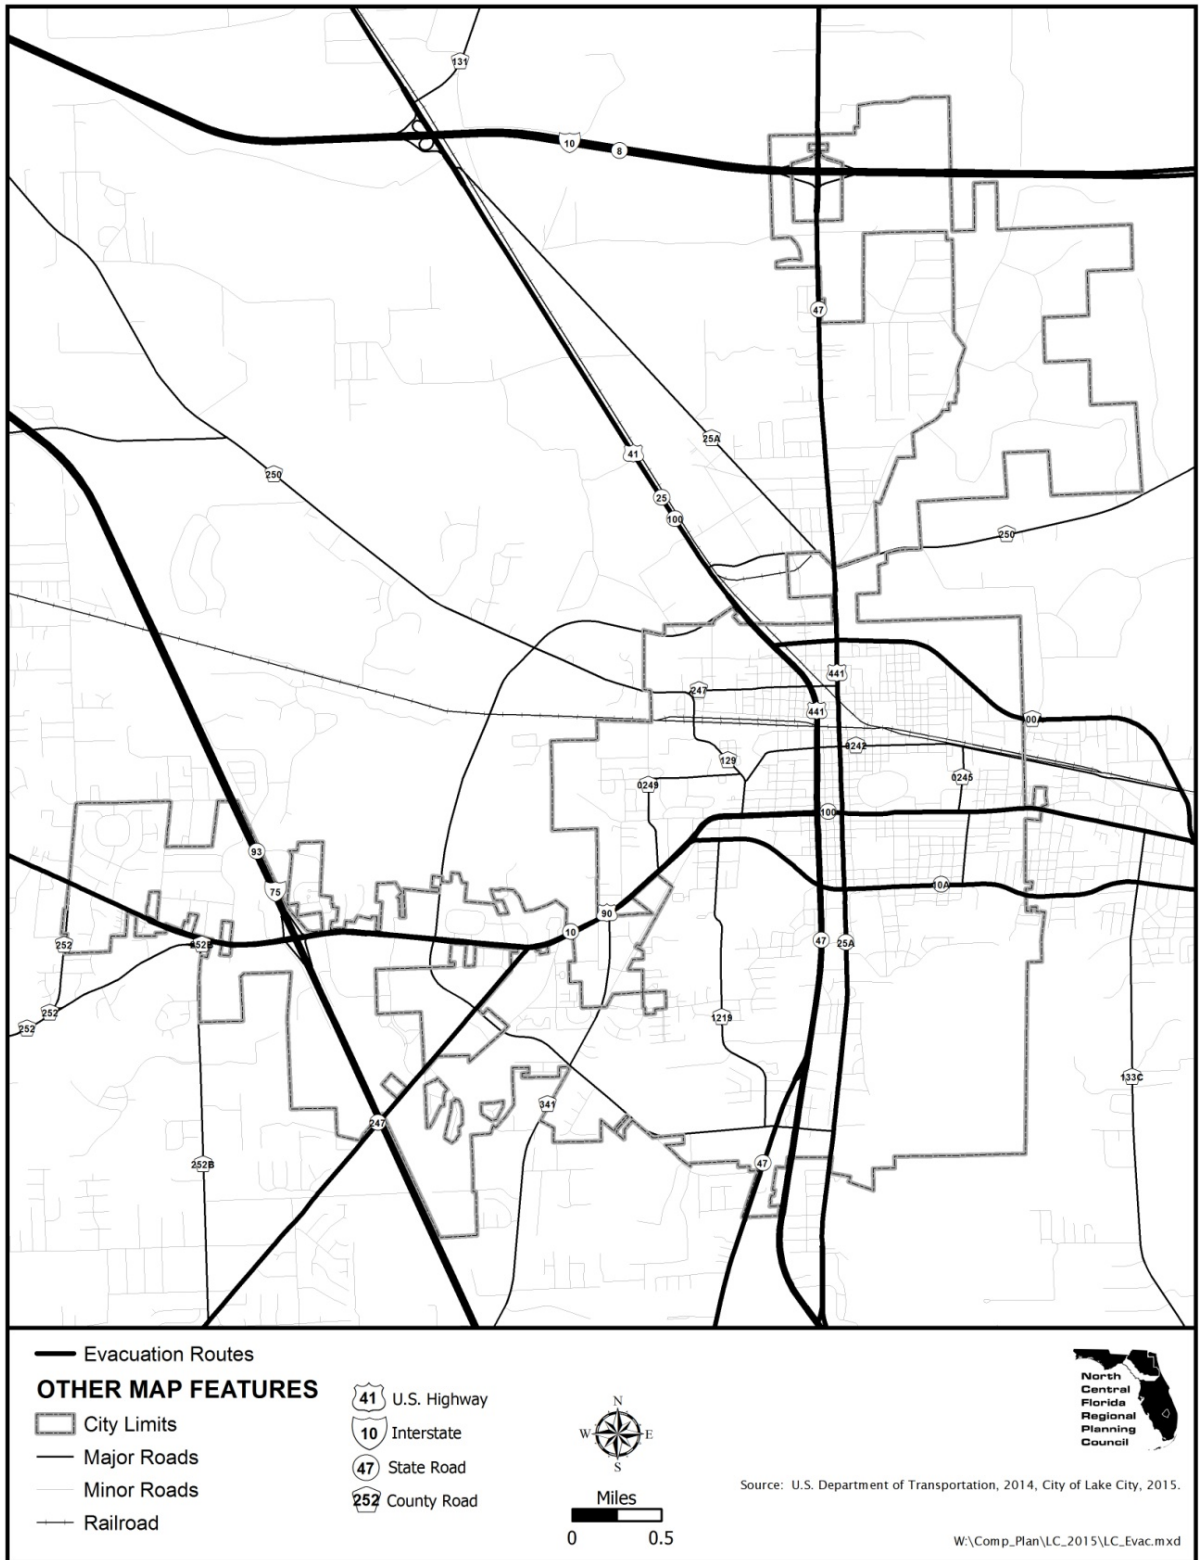 131
10
8
47
25A
41
250
25
100
250
441
247
441
00A
0242
129
0245
0249
100
93
75
10A
90
10
252
252B
47
25A
252
252
1219
133C
341
247
47
252B
Evacuation Routes
OTHER MAP FEATURES
City Limits
Major Roads
Minor Roads
Railroad
41 U.S. Highway
10 Interstate
47 State Road
252 County Road
N
W E
S
Miles
0 0.5
North
Central
Florida
Regional
Planning
Council
Source: U.S. Department of Transportation, 2014, City of Lake City, 2015.
W:\Comp_Plan\LC_2015\LC_Evac.mxd